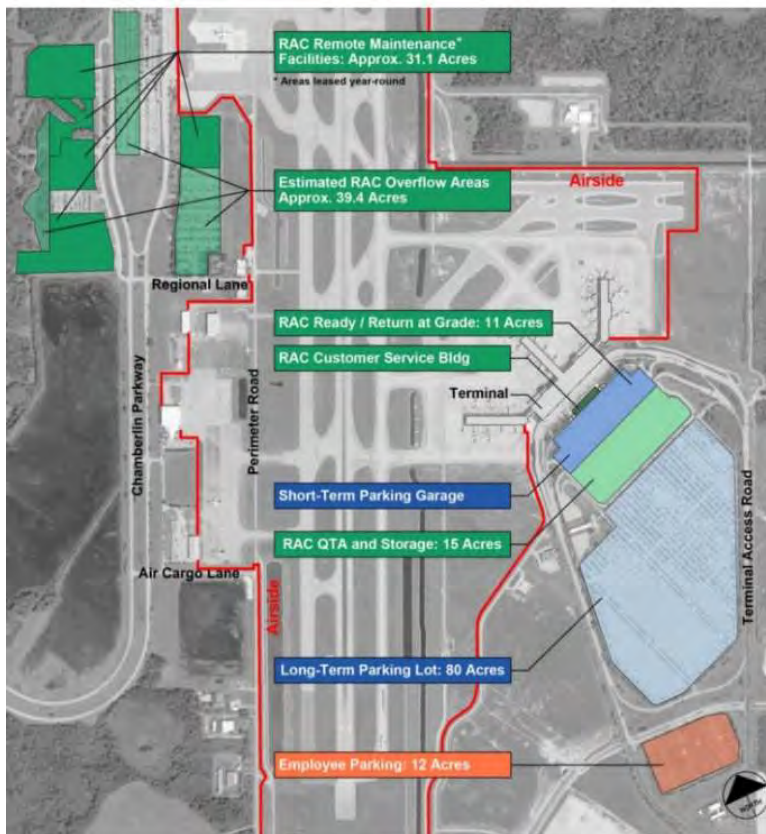 RAC Remote Maintenance*
Facilities: Approx. 31.1 Acres
* Areas leased year-round
Airside
Estimated RAC Overflow Areas
Approx. 39.4 Acres
Regional Lane
RAC Ready / Return at Grade: 11 Acres
RAC Customer Service Bldg
Terminal
Chamberlin Parkway
Perimeter Road
Short-Term Parking Garage
RAC QTA and Storage: 15 Acres
Terminal Access Road
Air Cargo Lane
Airside
Long-Term Parking Lot: 80 Acres
Employee Parking: 12 Acres
NORTH